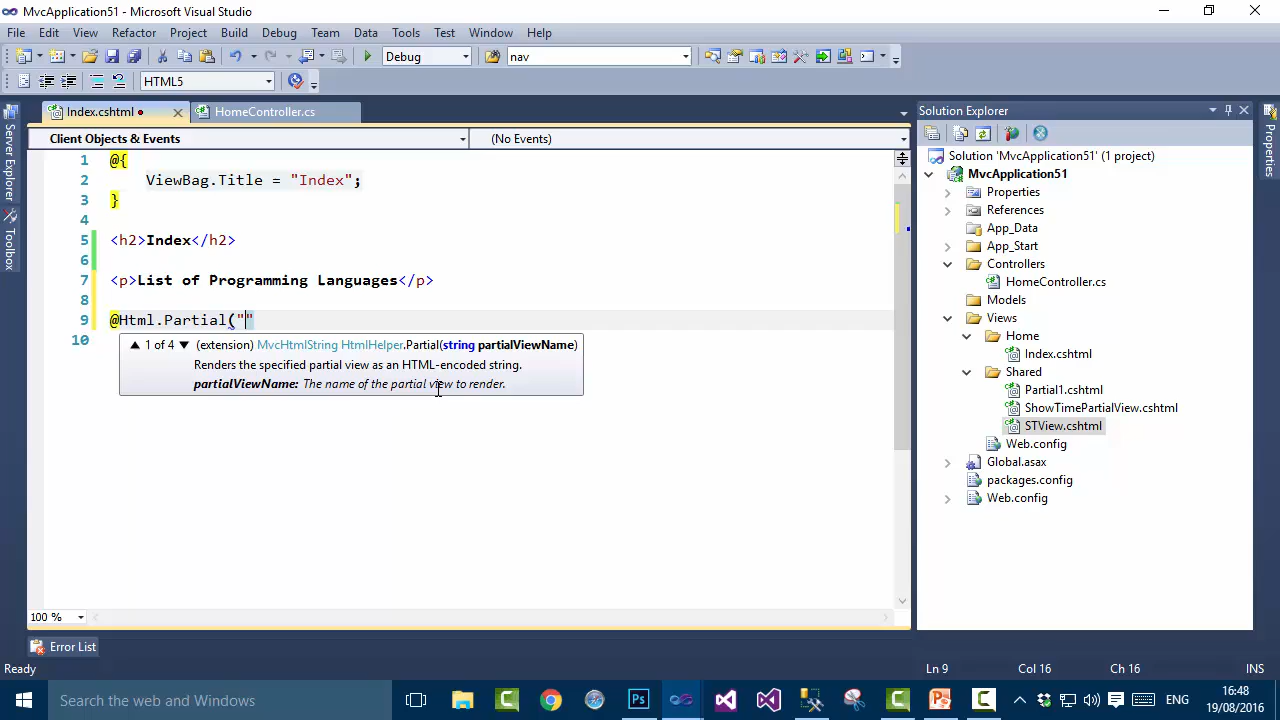 MvcApplication51 - Microsoft Visual Studio
File Edit View Refactor Project Build Debug Team Data Tools Test Window Help
Debug nav
HTML5
Server Explorer
Toolbox
Index.cshtml
HomeController.cs
Client Objects & Events
(No Events)
1 @{
2 ViewBag.Title = "Index";
3 }
4
5 <h2>Index</h2>
6
7 <p>List of Programming Languages</p>
8
9 @Html.Partial(""
10
1 of 4 (extension) MvcHtmlString HtmlHelper.Partial(string partialViewName)
Renders the specified partial view as an HTML-encoded string.
partialViewName: The name of the partial view to render.
100 %
Solution Explorer
Solution 'MvcApplication51' (1 project)
MvcApplication51
Properties
References
App_Data
App_Start
Controllers
HomeController.cs
Models
Views
Home
Index.cshtml
Shared
Partial1.cshtml
ShowTimePartialView.cshtml
STView.cshtml
Web.config
Global.asax
packages.config
Web.config
Properties
Error List
Ready
Ln 9 Col 16 Ch 16 INS
Search the web and Windows
Ps
ENG
16:48
19/08/2016